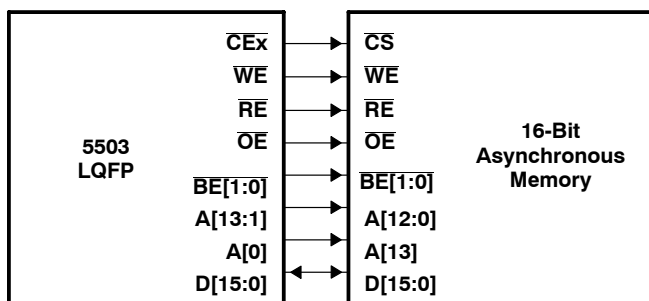 CEx CS
WE WE
RE RE
OE OE
5503
LQFP
16-Bit
Asynchronous
Memory
BE[1:0] BE[1:0]
A[13:1] A[12:0]
A[0] A[13]
D[15:0] D[15:0]